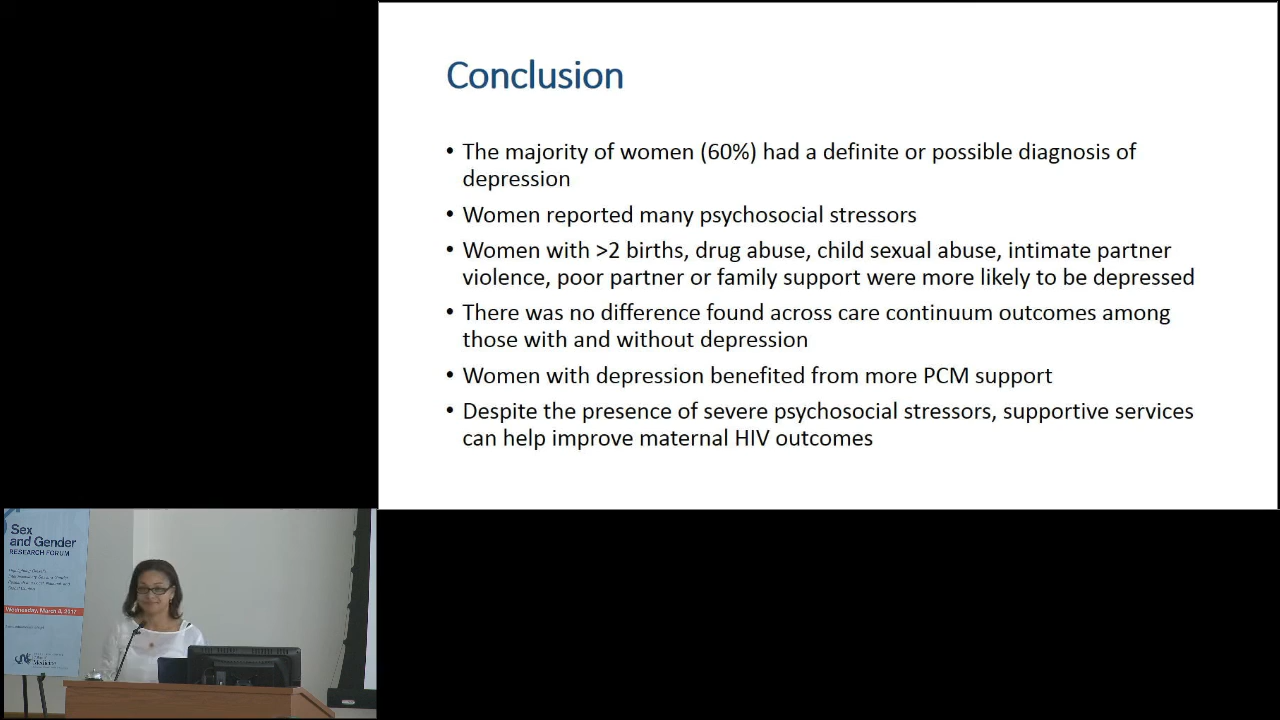 Conclusion
• The majority of women (60%) had a definite or possible diagnosis of
depression
• Women reported many psychosocial stressors
• Women with >2 births, drug abuse, child sexual abuse, intimate partner
violence, poor partner or family support were more likely to be depressed
• There was no difference found across care continuum outcomes among
those with and without depression
• Women with depression benefited from more PCM support
• Despite the presence of severe psychosocial stressors, supportive services
can help improve maternal HIV outcomes
Sex
and Gender
RESEARCH FORUM
Wednesday, March 8, 2017
Medicine